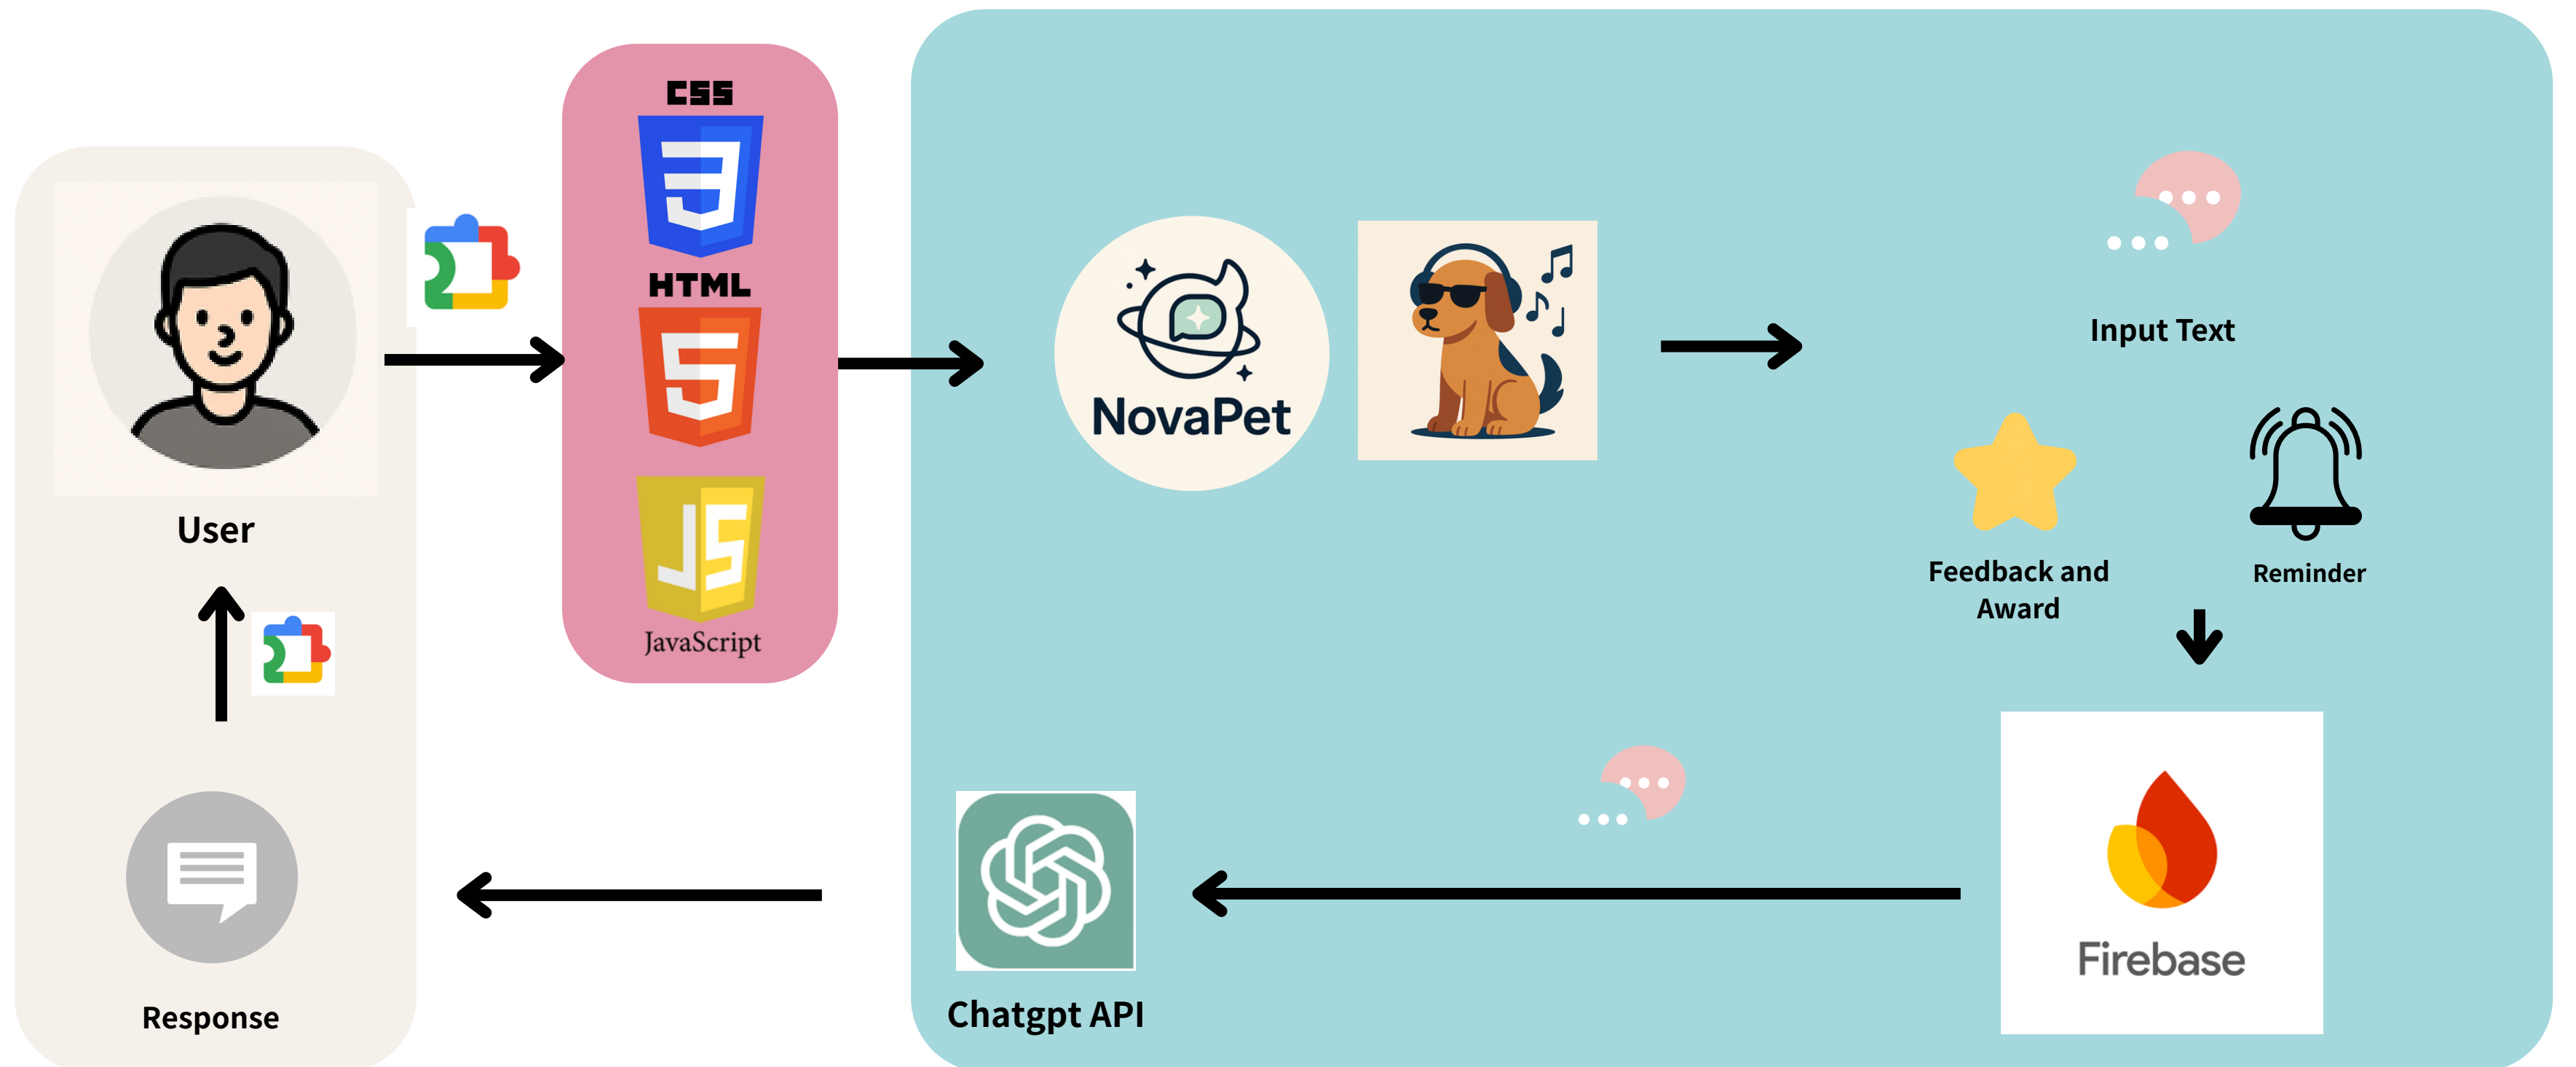 CSS
HTML
JavaScript
User
Response
NovaPet
Input Text
Feedback and
Award
Reminder
Firebase
Chatgpt API